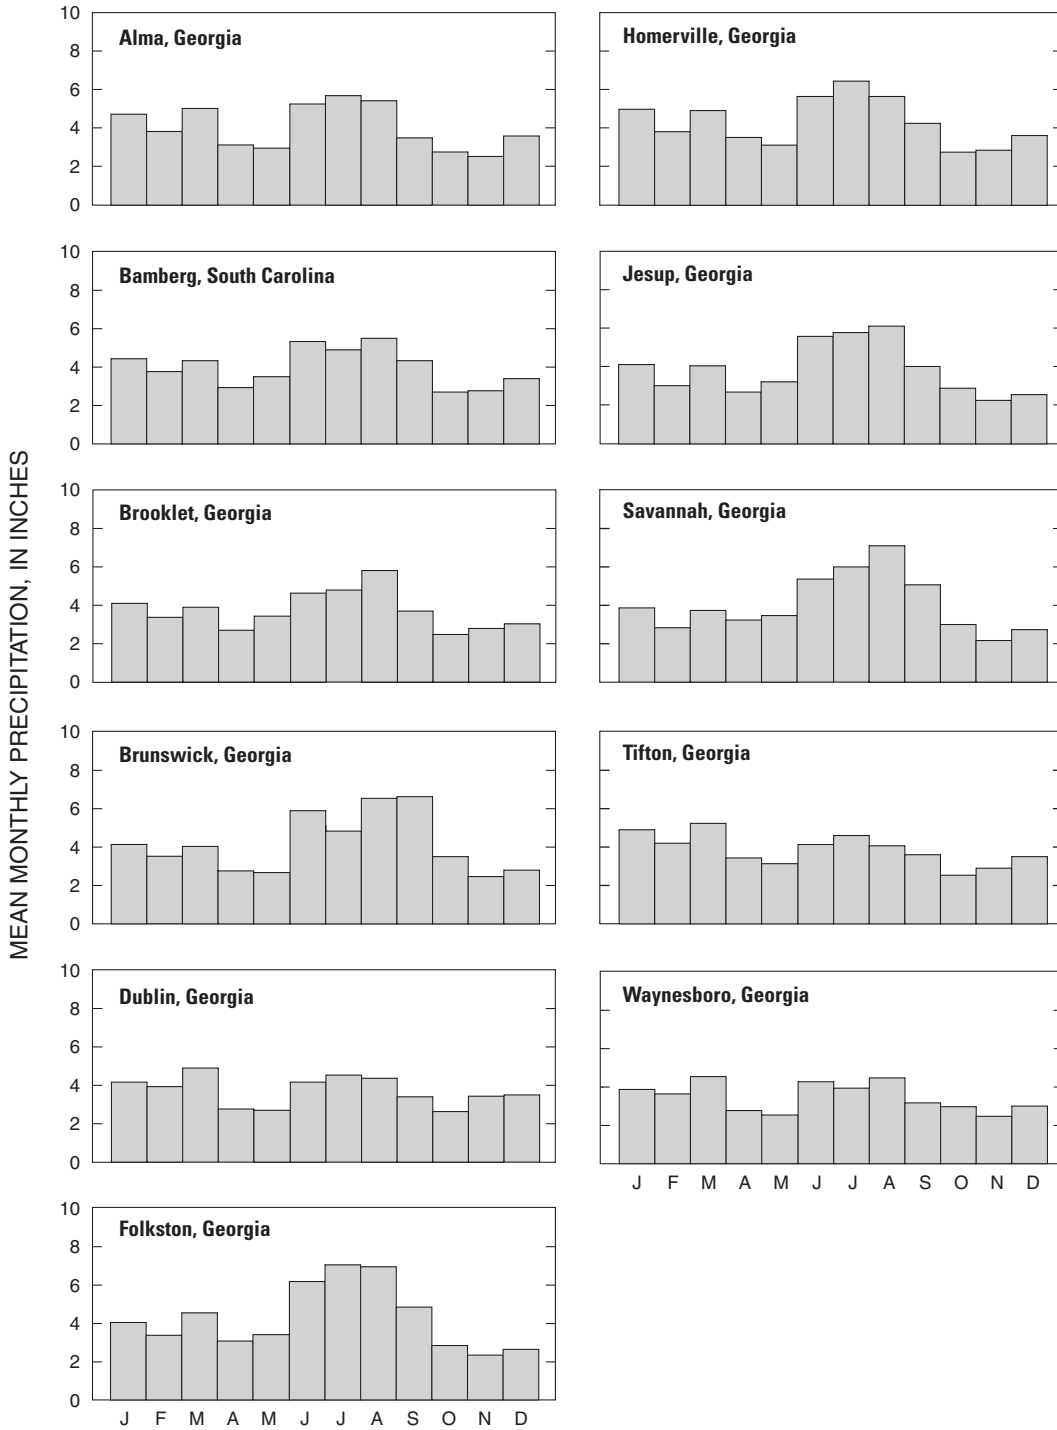 MEAN MONTHLY PRECIPITATION, IN INCHES
Alma, Georgia
10
8
6
4
2
0
Homerville, Georgia
Bamberg, South Carolina
10
8
6
4
2
0
Jesup, Georgia
Brooklet, Georgia
10
8
6
4
2
0
Savannah, Georgia
Brunswick, Georgia
10
8
6
4
2
0
Tifton, Georgia
Dublin, Georgia
10
8
6
4
2
0
Waynesboro, Georgia
J F M A M J J A S O N D
Folkston, Georgia
10
8
6
4
2
0
J F M A M J J A S O N D